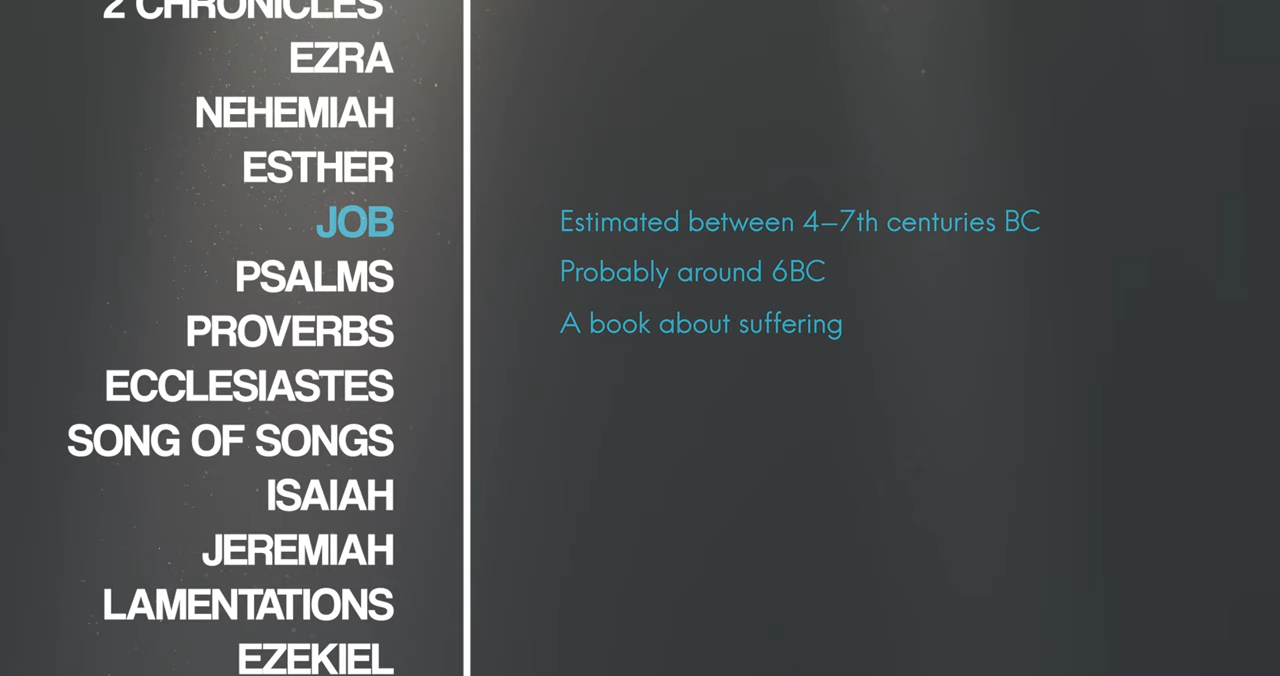 2 CHRONICLES
EZRA
NEHEMIAH
ESTHER
JOB
PSALMS
PROVERBS
ECCLESIASTES
SONG OF SONGS
ISAIAH
JEREMIAH
LAMENTATIONS
EZEKIEL
Estimated between 4–7th centuries BC
Probably around 6BC
A book about suffering